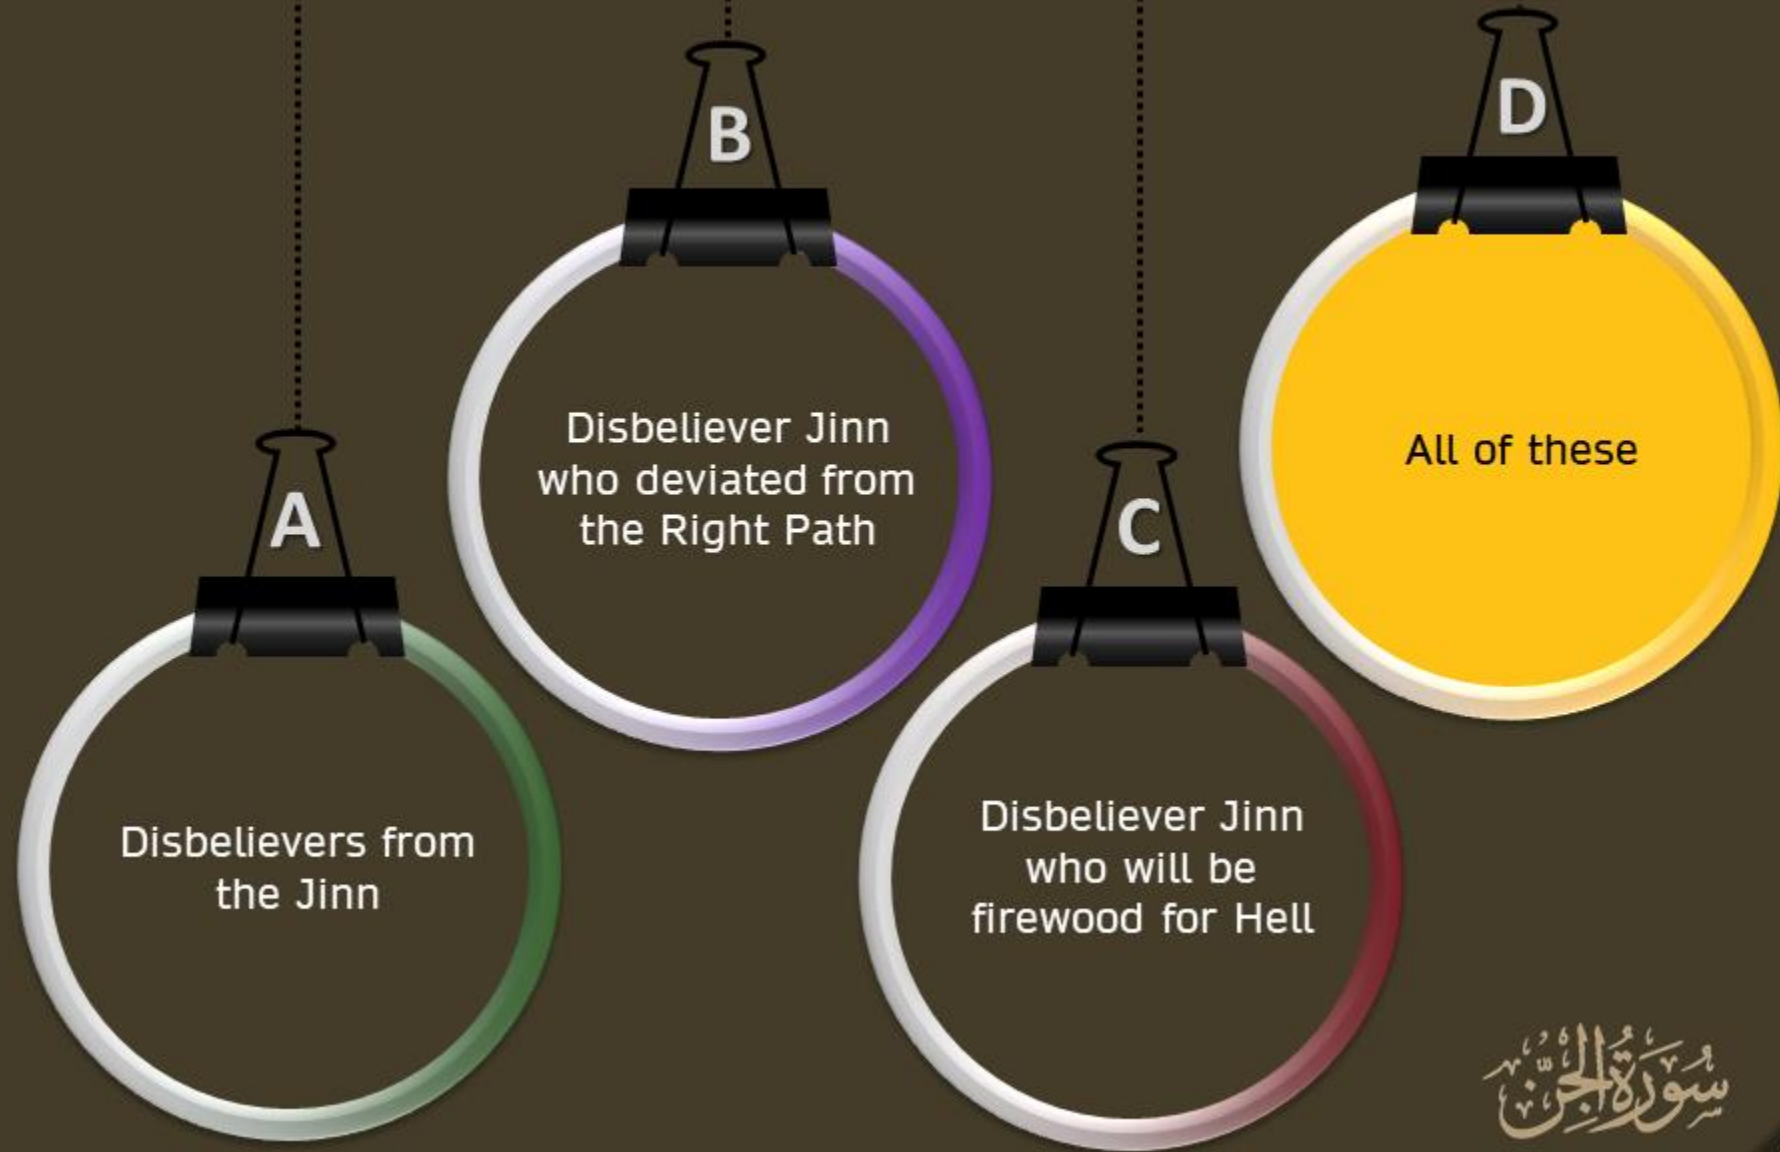 A
Disbelievers from
the Jinn
B
Disbeliever Jinn
who deviated from
the Right Path
C
Disbeliever Jinn
who will be
firewood for Hell
D
All of these
سُورَةُ الجِنّ